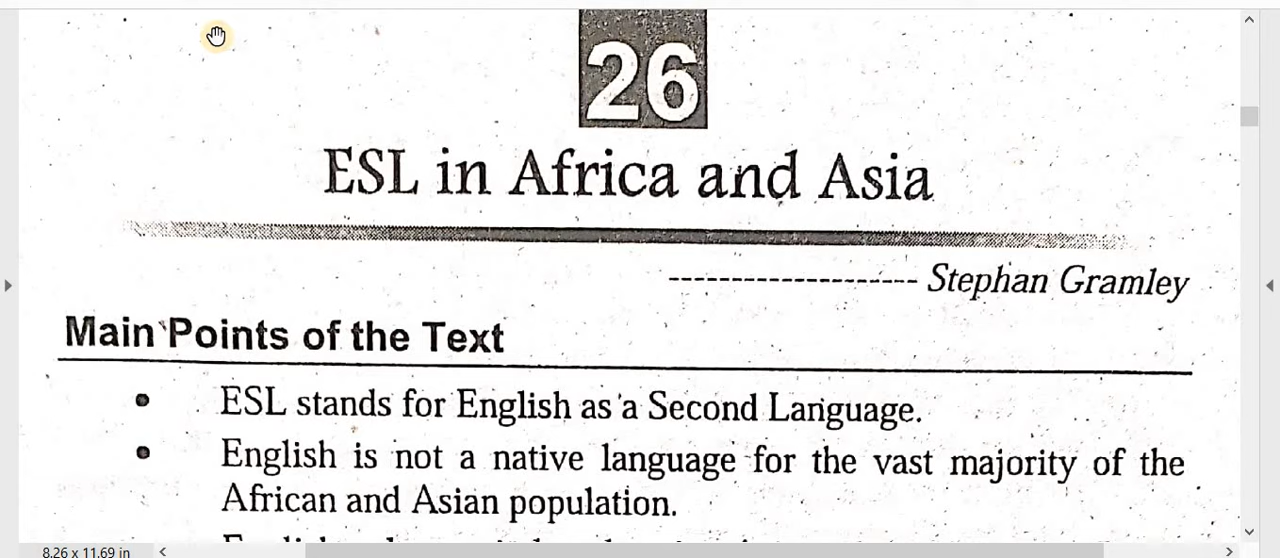 26
ESL in Africa and Asia
-------------------- Stephan Gramley
Main Points of the Text
• ESL stands for English as a Second Language.
• English is not a native language for the vast majority of the
African and Asian population.
8.26 x 11.69 in